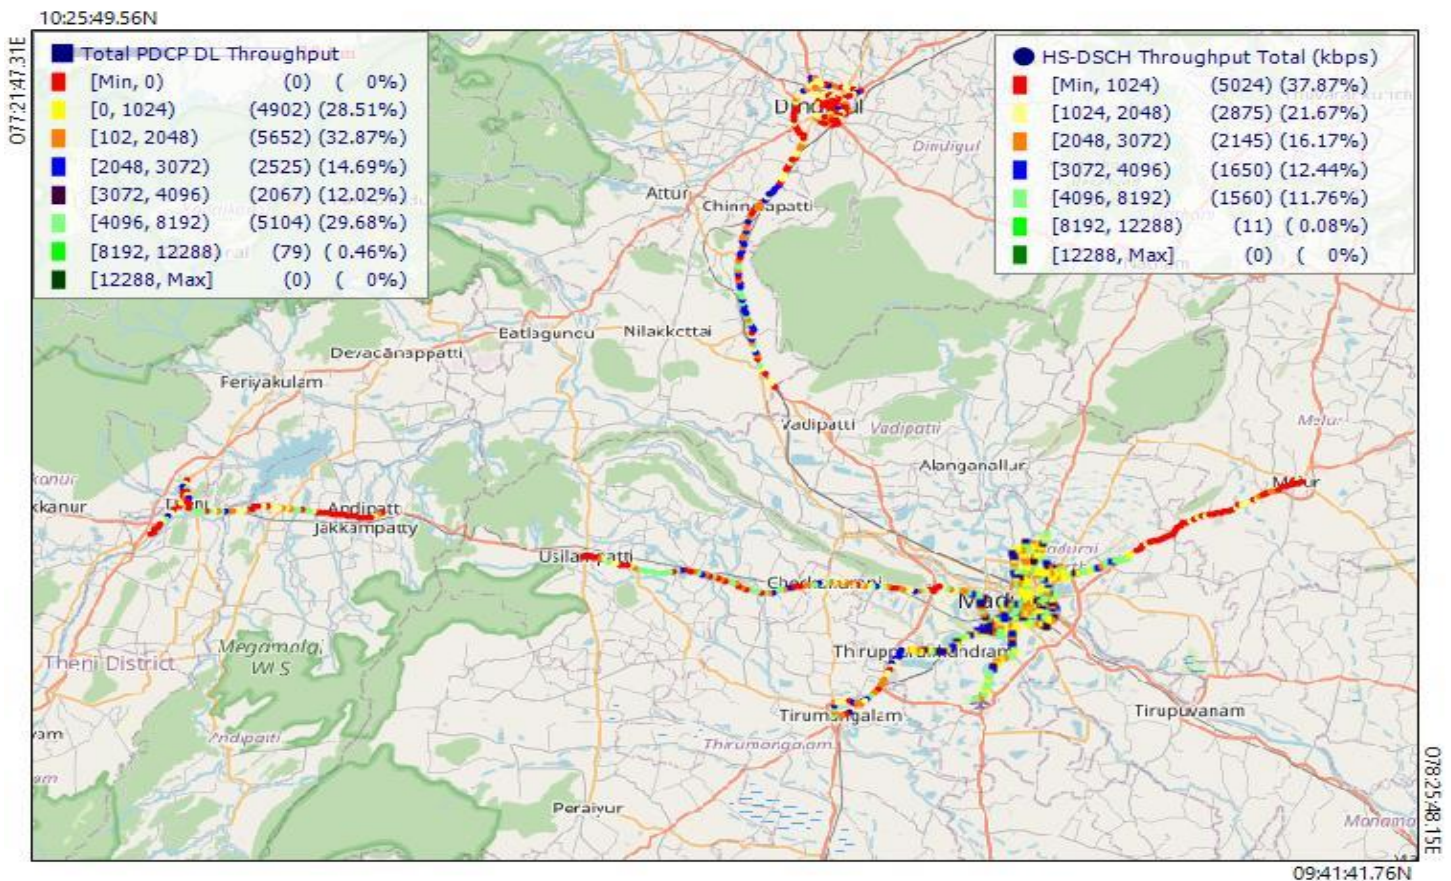 10:25:49.56N
077:21:47.31E
Total PDCP DL Throughput
[Min, 0) (0) ( 0%)
[0, 1024) (4902) (28.51%)
[102, 2048) (5652) (32.87%)
[2048, 3072) (2525) (14.69%)
[3072, 4096) (2067) (12.02%)
[4096, 8192) (5104) (29.68%)
[8192, 12288) (79) ( 0.46%)
[12288, Max] (0) ( 0%)
HS-DSCH Throughput Total (kbps)
[Min, 1024) (5024) (37.87%)
[1024, 2048) (2875) (21.67%)
[2048, 3072) (2145) (16.17%)
[3072, 4096) (1650) (12.44%)
[4096, 8192) (1560) (11.76%)
[8192, 12288) (11) ( 0.08%)
[12288, Max] (0) ( 0%)
Dindigul
Attur
Batlagundu
Nilakkottai
Devadanappatti
Vadipatti
Vadipatti
Melur
Alanganallur
kkanur
Jakkampatty
Usilampatti
Theni District
Megamalai
WLS
Tirumangalam
Tirupuvanam
Thirumangalam
Andipatti
Peraiyur
078:25:48.15E
09:41:41.76N